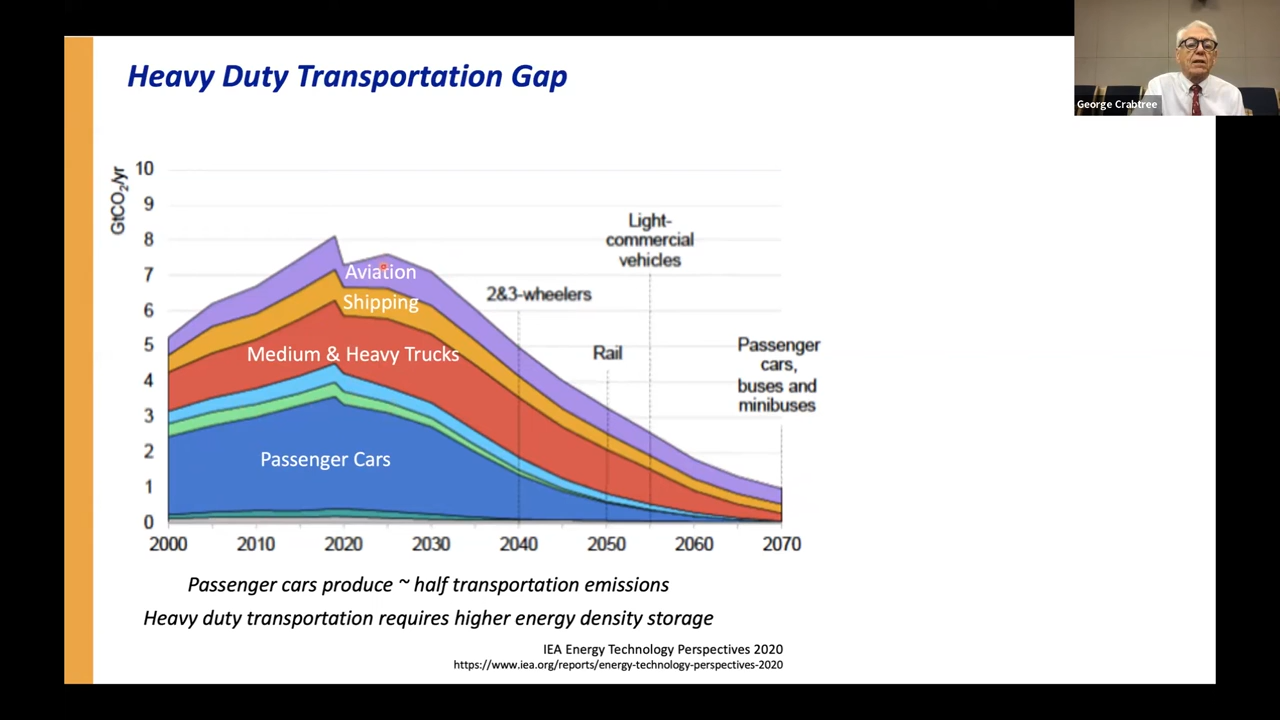 Heavy Duty Transportation Gap
George Crabtree
GtCO₂/yr
10
9
8
7
6
5
4
3
2
1
0
Aviation
Shipping
Medium & Heavy Trucks
Passenger Cars
2&3-wheelers
Rail
Light-
commercial
vehicles
Passenger
cars,
buses and
minibuses
2000 2010 2020 2030 2040 2050 2060 2070
Passenger cars produce ~ half transportation emissions
Heavy duty transportation requires higher energy density storage
IEA Energy Technology Perspectives 2020
https://www.iea.org/reports/energy-technology-perspectives-2020